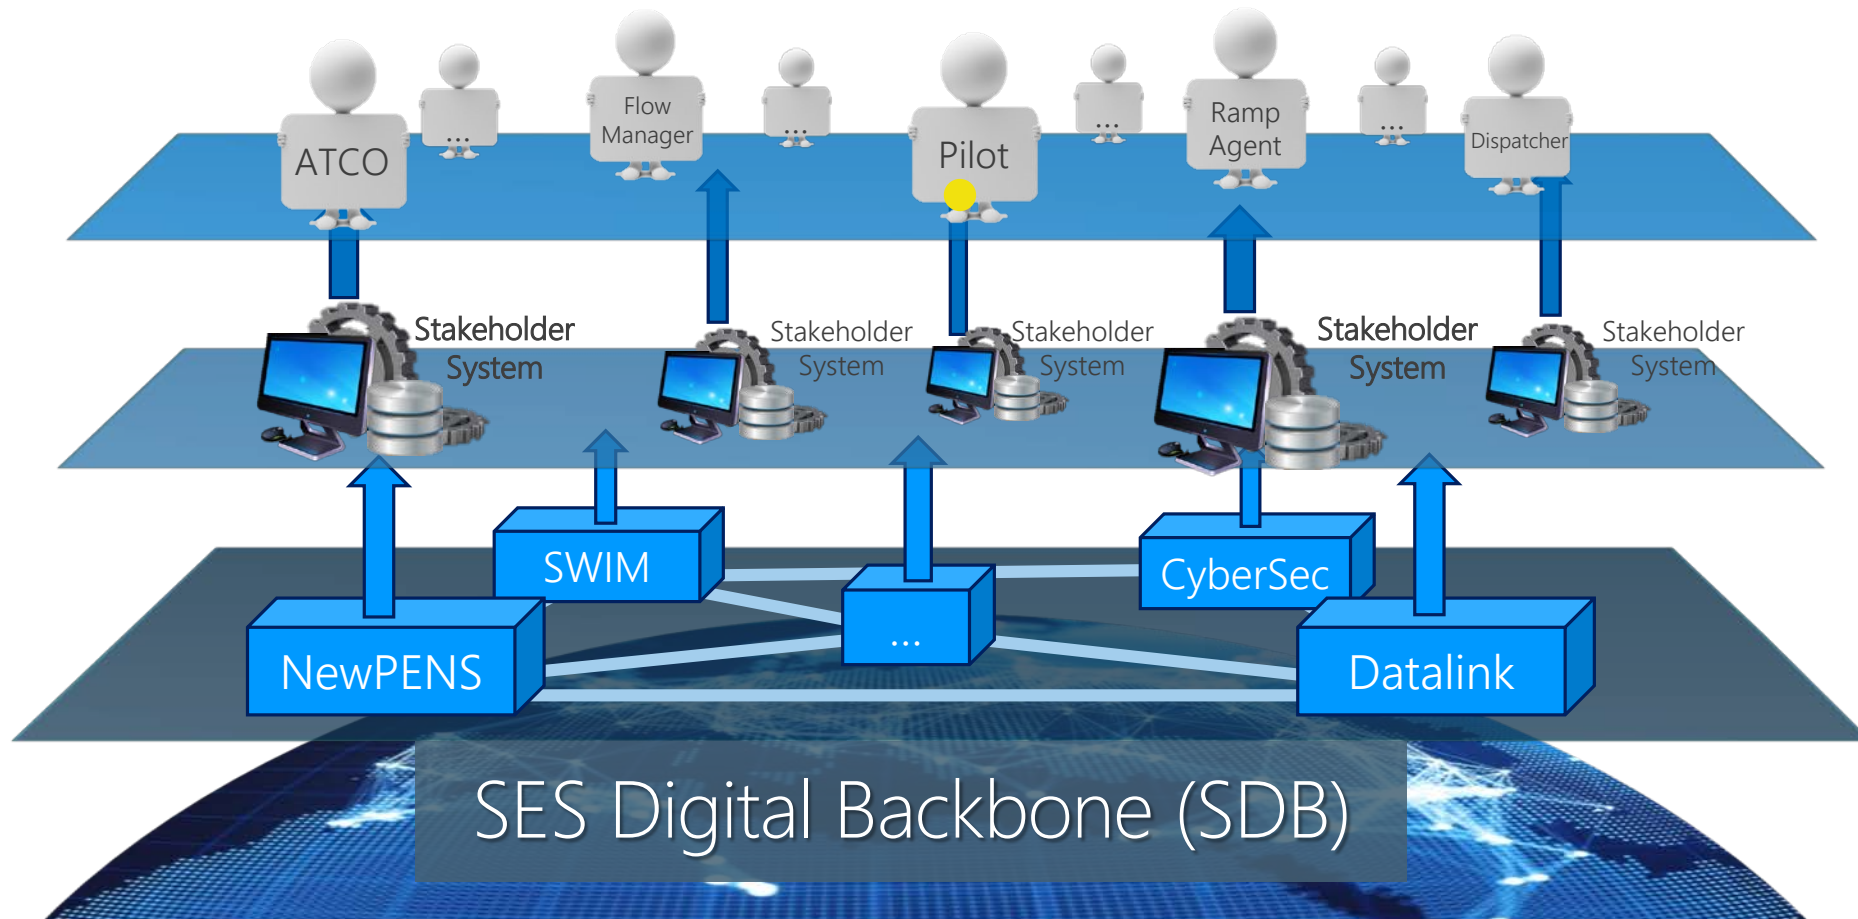 ...
...
...
...
ATCO
Flow
Manager
Pilot
Ramp
Agent
Dispatcher
Stakeholder
System
Stakeholder
System
Stakeholder
System
Stakeholder
System
Stakeholder
System
SWIM
CyberSec
...
NewPENS
Datalink
SES Digital Backbone (SDB)